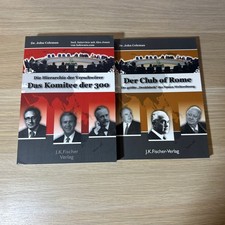 Dr. John Coleman
Die Hierarchie der Verschwörer:
Das Komitee der 300
J.K.Fischer-
Verlag
Dr. John Coleman
Der Club of Rome
J.K.Fischer-Verlag